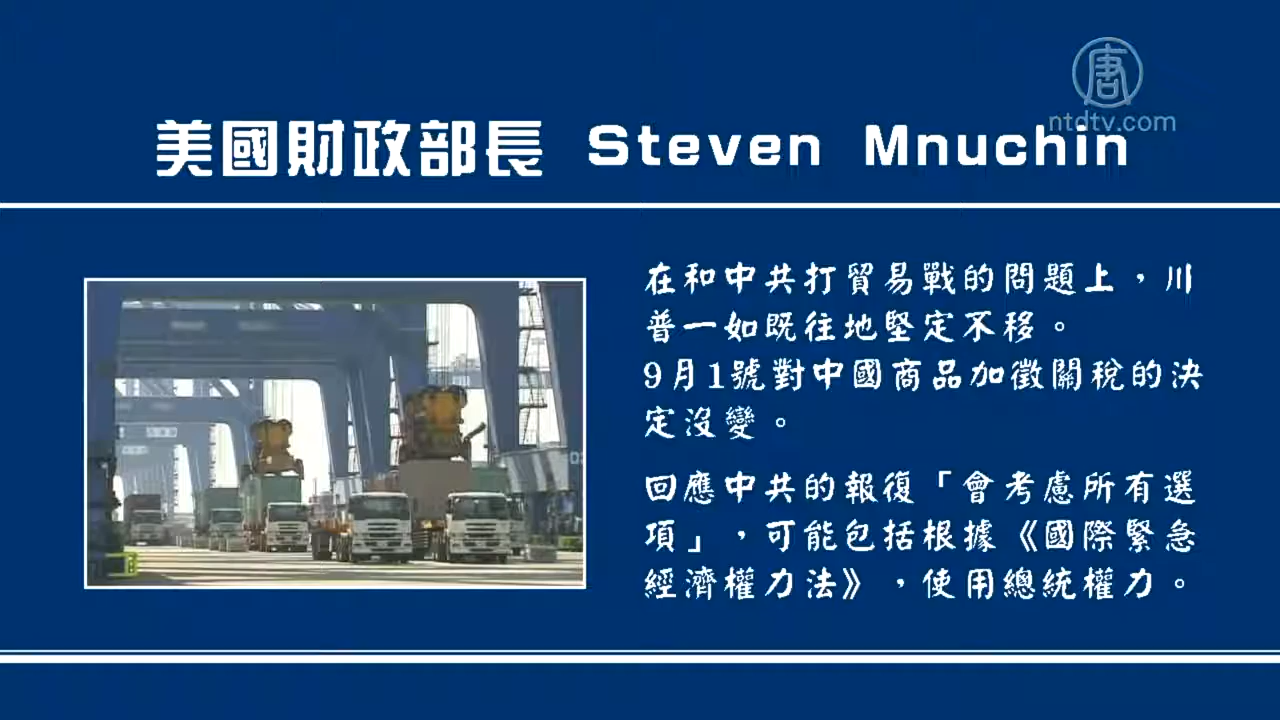 唐
ntdtv.com
美國財政部長 Steven Mnuchin
在和中共打貿易戰的問題上，川
普一如既往地堅定不移。
9月1號對中國商品加徵關稅的決
定沒變。
回應中共的報復「會考慮所有選
項」，可能包括根據《國際緊急
經濟權力法》，使用總統權力。